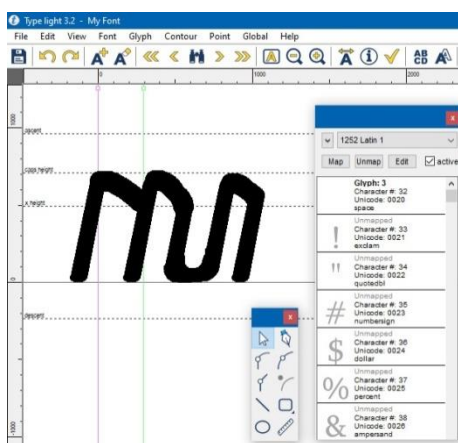 Type light 3.2 - My Font
File Edit View Font Glyph Contour Point Global Help
0 1000 2000
1000
ascent
caps height
x height
0
descent
-1000
1252 Latin 1
Map Unmap Edit active
Glyph: 3
Character #: 32
Unicode: 0020
space
Unmapped
! Character #: 33
Unicode: 0021
exclam
Unmapped
" Character #: 34
Unicode: 0022
quotedbl
Unmapped
# Character #: 35
Unicode: 0023
numbersign
Unmapped
$ Character #: 36
Unicode: 0024
dollar
Unmapped
% Character #: 37
Unicode: 0025
percent
Unmapped
& Character #: 38
Unicode: 0026
ampersand